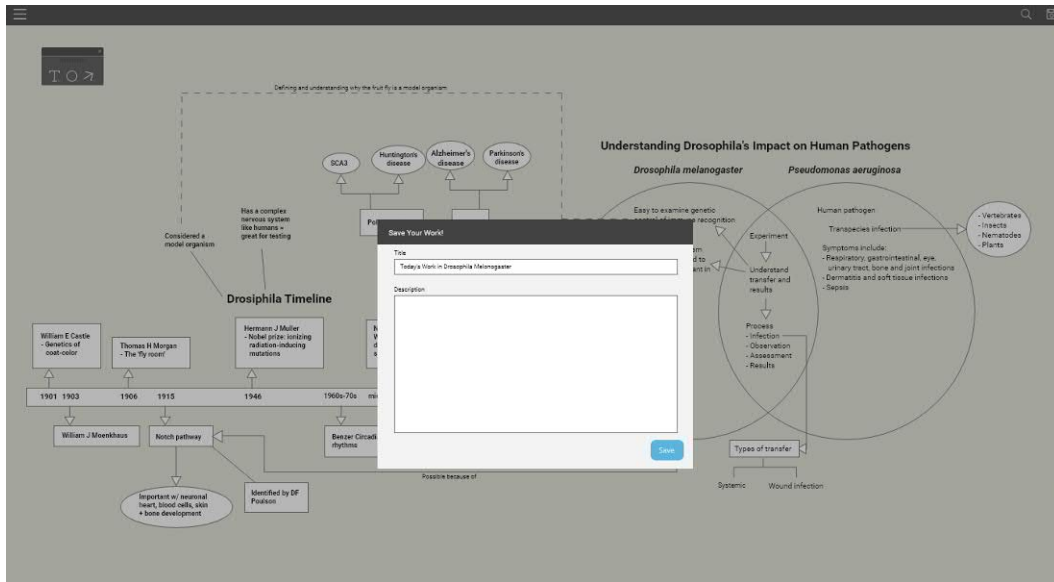 T O
Defining and understanding why the fruit fly is a model organism
SCA3
Huntington's
disease
Alzheimer's
disease
Parkinson's
disease
Has a complex
nervous system
like humans =
great for testing
Considered a
model organism
Drosiphila Timeline
William E Castle
- Genetics of
coat-color
Thomas H Morgan
- The 'fly room'
Hermann J Muller
- Nobel prize: ionizing
radiation-inducing
mutations
1901 1903 1906 1915 1946 1960s-70s
William J Moenkhaus
Notch pathway
Benzer Circadi
rhythms
Important w/ neuronal
heart, blood cells, skin
+ bone development
Identified by DF
Poulson
Possible because of
Save Your Work!
Title
Today's Work in Drosophila Melonogaster
Description
Save
Understanding Drosophila's Impact on Human Pathogens
Drosophila melanogaster
Pseudomonas aeruginosa
Easy to examine genetic
control of immune recognition
Experiment
Understand
transfer and
results
Process
- Infection
- Observation
- Assessment
- Results
Human pathogen
Transpecies infection
Symptoms include:
- Respiratory, gastrointestinal, eye,
urinary tract, bone and joint infections
- Dermatitis and soft tissue infections
- Sepsis
- Vertebrates
- Insects
- Nematodes
- Plants
Types of transfer
Systemic
Wound infection